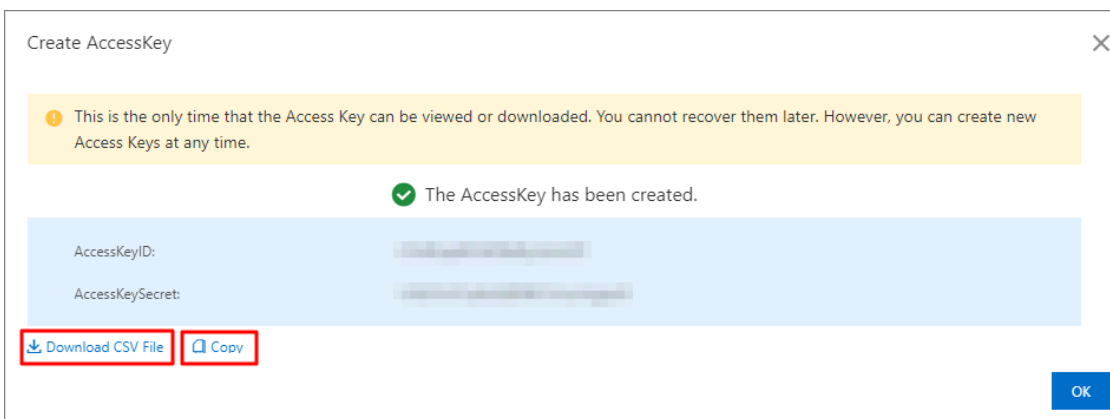 Create AccessKey
This is the only time that the Access Key can be viewed or downloaded. You cannot recover them later. However, you can create new
Access Keys at any time.
The AccessKey has been created.
AccessKeyID:
AccessKeySecret:
Download CSV File Copy
OK